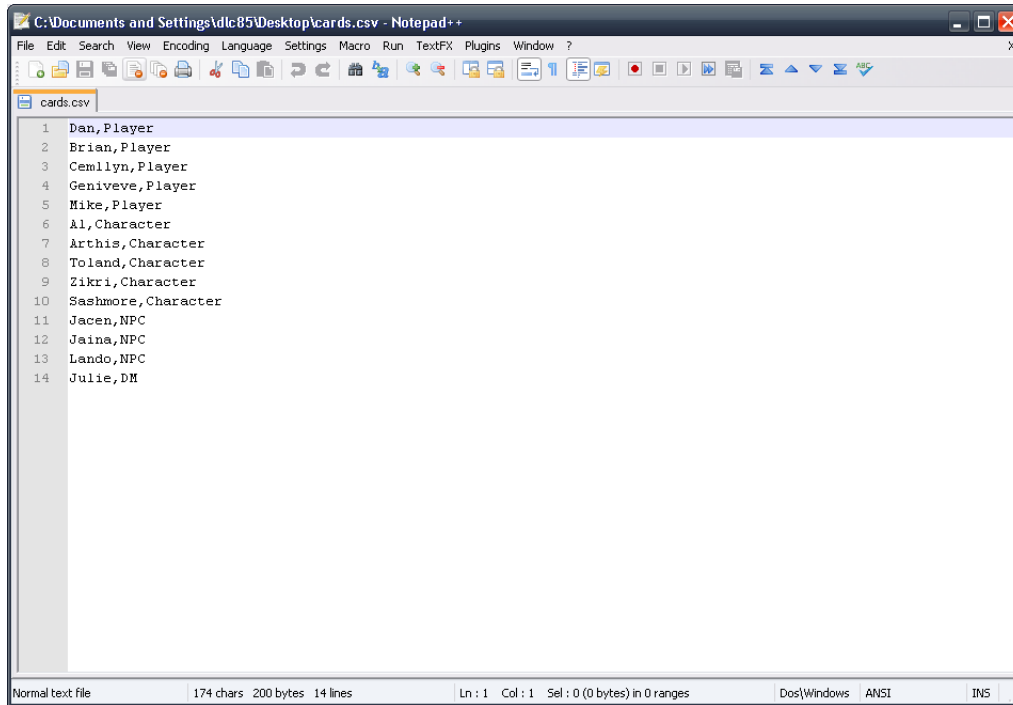 C:\Documents and Settings\dlc85\Desktop\cards.csv - Notepad++
File Edit Search View Encoding Language Settings Macro Run TextFX Plugins Window ? X
ABC
cards.csv
1 Dan,Player
2 Brian,Player
3 Cemllyn,Player
4 Geniveve,Player
5 Mike,Player
6 Al,Character
7 Arthis,Character
8 Toland,Character
9 Zikri,Character
10 Sashmore,Character
11 Jacen,NPC
12 Jaina,NPC
13 Lando,NPC
14 Julie,DM
Normal text file 174 chars 200 bytes 14 lines Ln : 1 Col : 1 Sel : 0 (0 bytes) in 0 ranges Dos\Windows ANSI INS